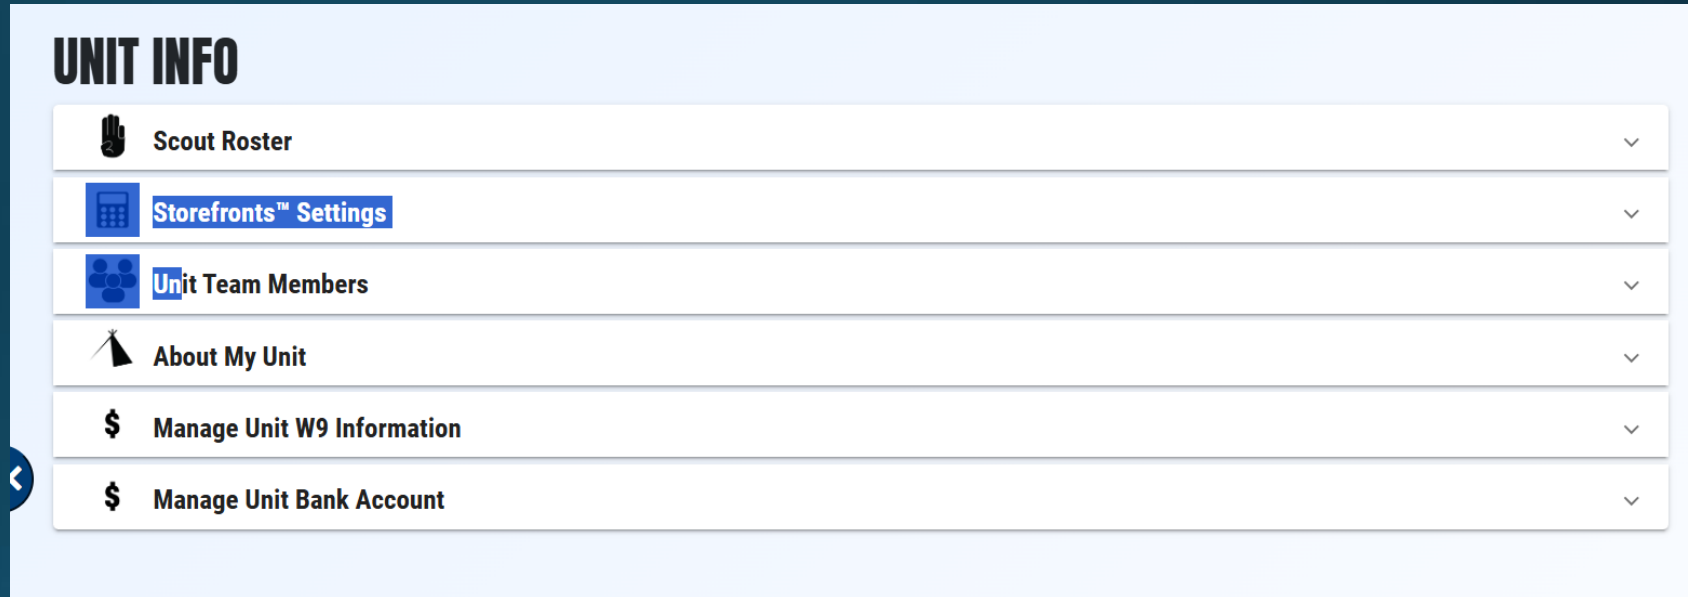 UNIT INFO
Scout Roster
Storefronts™ Settings
Unit Team Members
About My Unit
$ Manage Unit W9 Information
$ Manage Unit Bank Account